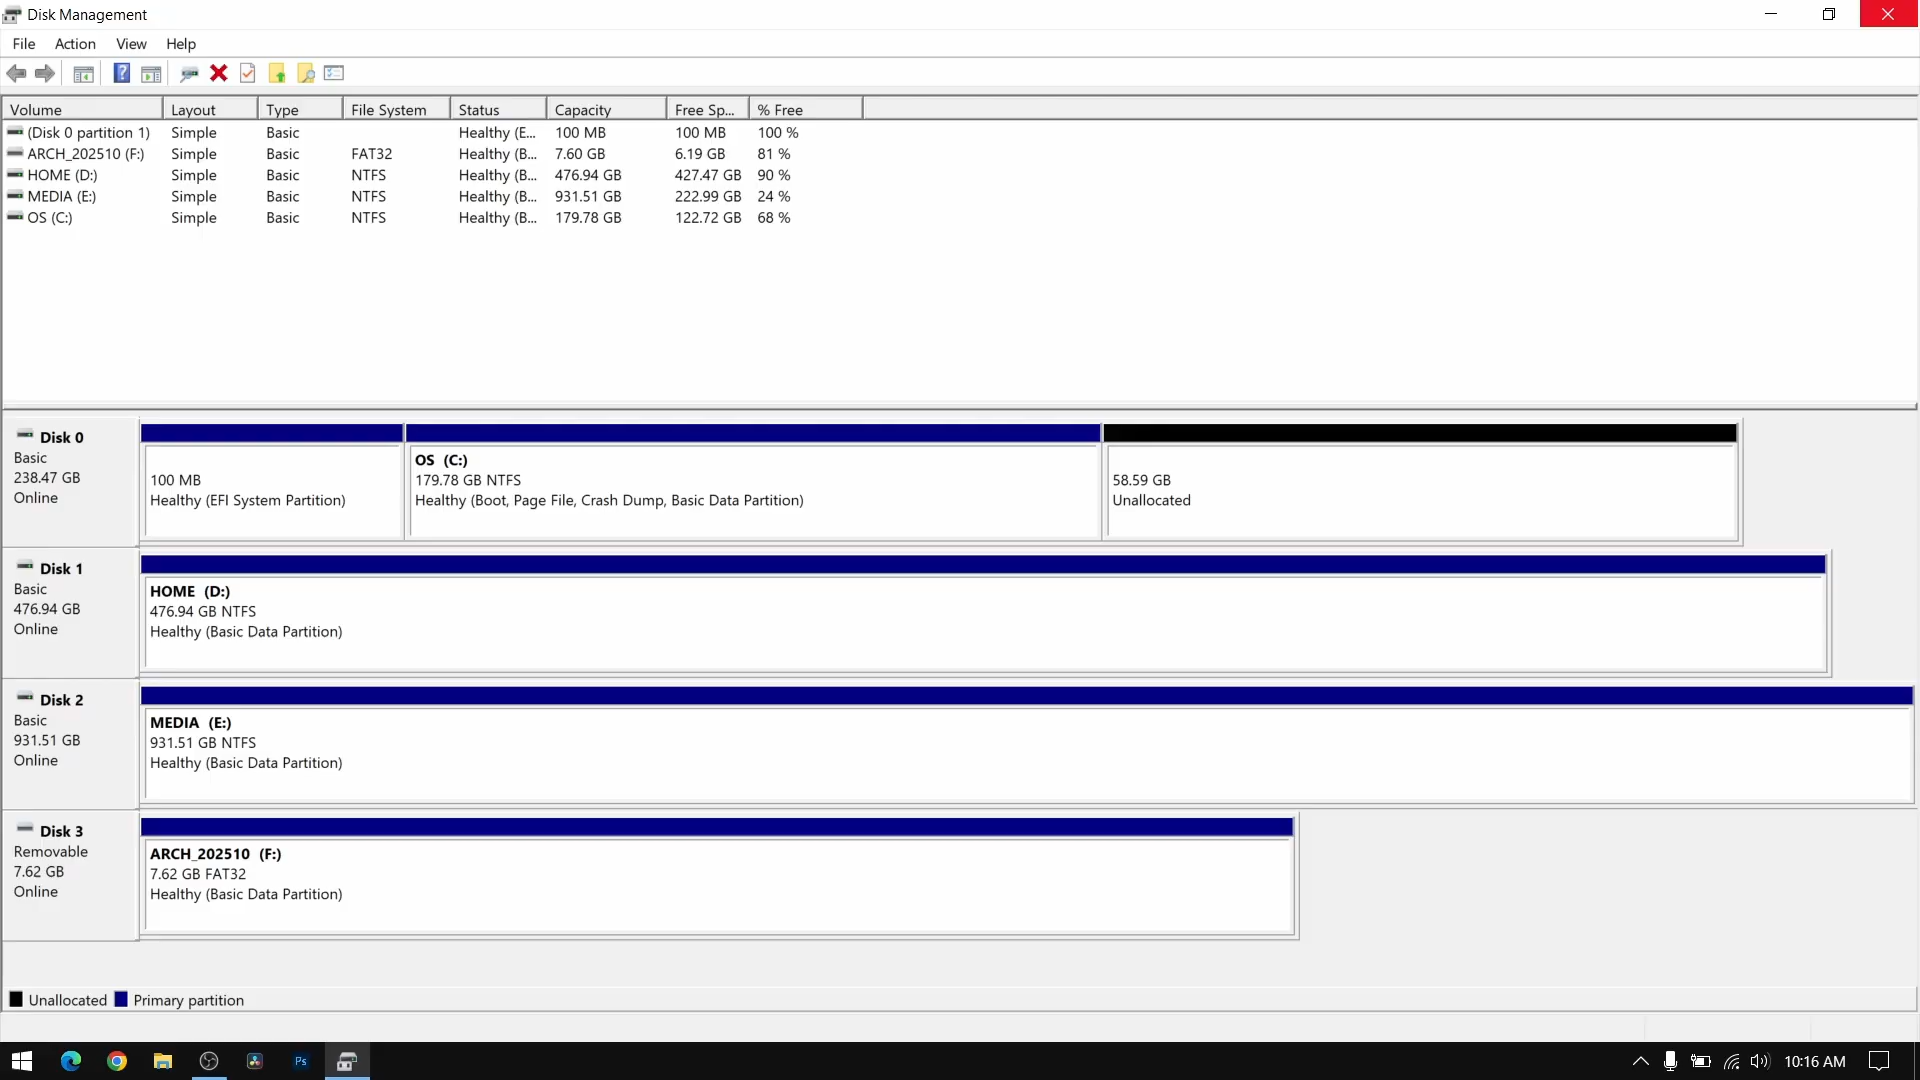 Disk Management
File Action View Help
Volume Layout Type File System Status Capacity Free Sp... % Free
(Disk 0 partition 1) Simple Basic Healthy (E... 100 MB 100 MB 100 %
ARCH_202510 (F:) Simple Basic FAT32 Healthy (B... 7.60 GB 6.19 GB 81 %
HOME (D:) Simple Basic NTFS Healthy (B... 476.94 GB 427.47 GB 90 %
MEDIA (E:) Simple Basic NTFS Healthy (B... 931.51 GB 222.99 GB 24 %
OS (C:) Simple Basic NTFS Healthy (B... 179.78 GB 122.72 GB 68 %
Disk 0
Basic
238.47 GB
Online
100 MB
Healthy (EFI System Partition)
OS (C:)
179.78 GB NTFS
Healthy (Boot, Page File, Crash Dump, Basic Data Partition)
58.59 GB
Unallocated
Disk 1
Basic
476.94 GB
Online
HOME (D:)
476.94 GB NTFS
Healthy (Basic Data Partition)
Disk 2
Basic
931.51 GB
Online
MEDIA (E:)
931.51 GB NTFS
Healthy (Basic Data Partition)
Disk 3
Removable
7.62 GB
Online
ARCH_202510 (F:)
7.62 GB FAT32
Healthy (Basic Data Partition)
Unallocated Primary partition
Ps
10:16 AM